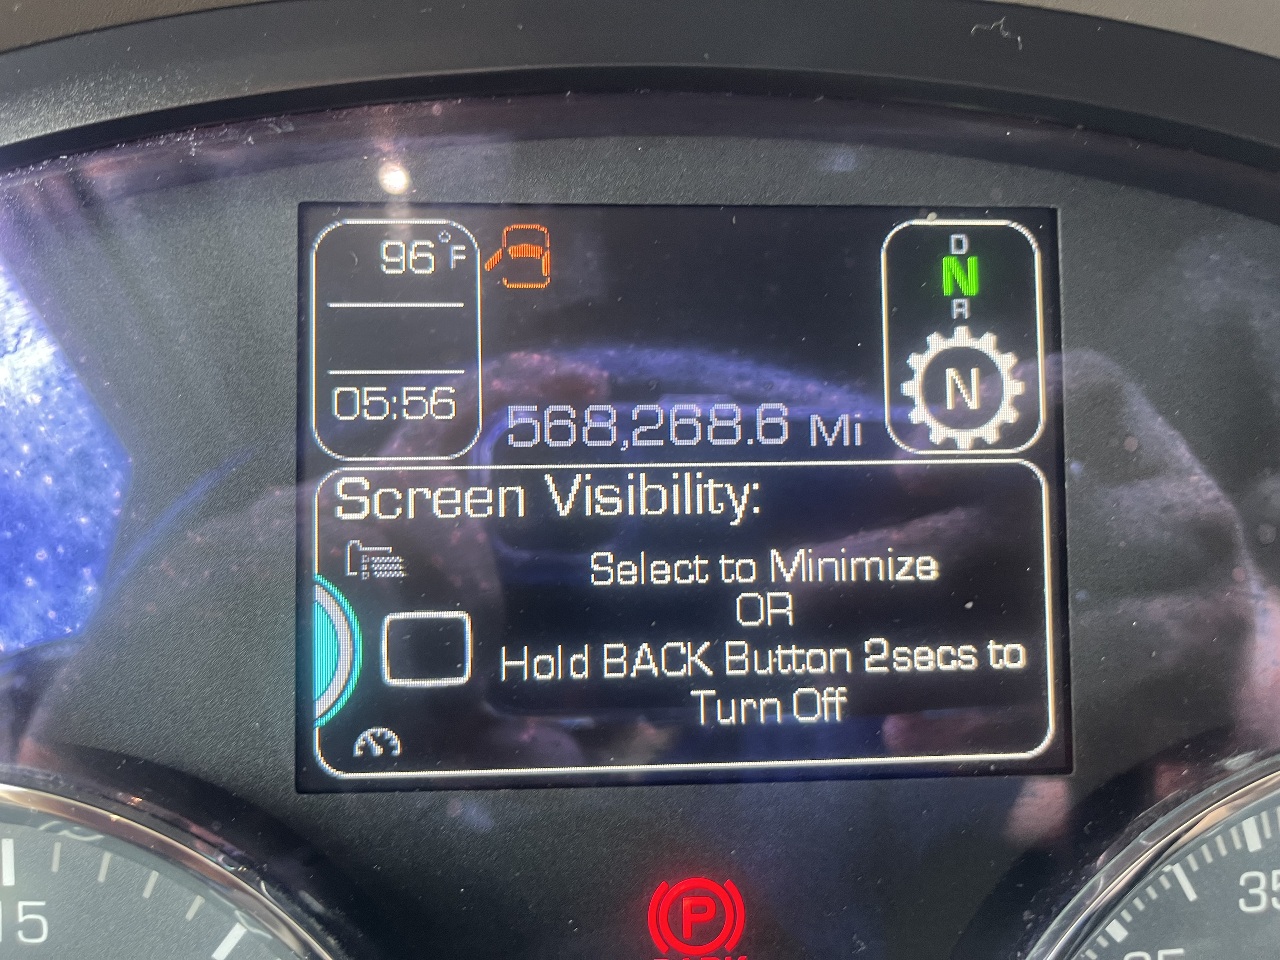 96°F
05:56
568,268.6 Mi
D
N
R
N
Screen Visibility:
Select to Minimize
OR
Hold BACK Button 2secs to
Turn Off
P
PARK
15
35